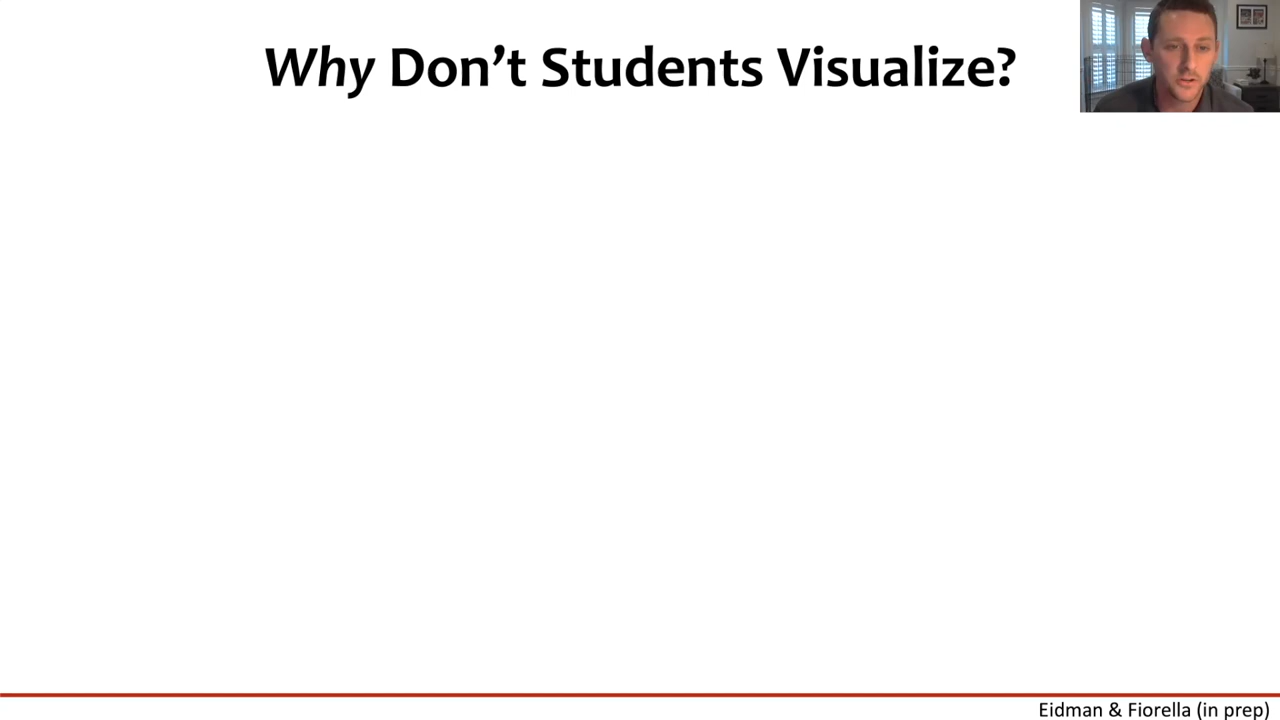 Why Don’t Students Visualize?
Eidman & Fiorella (in prep)